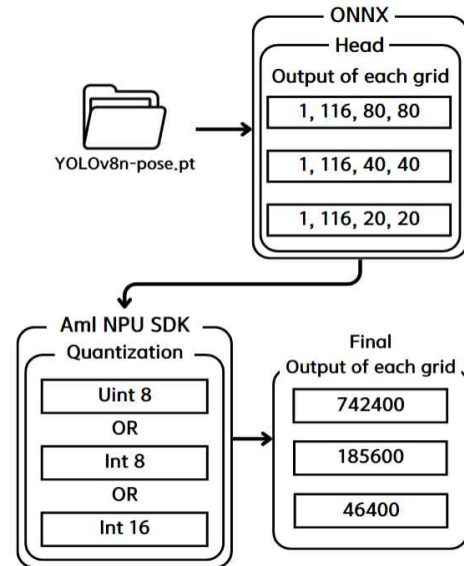 ONNX
Head
Output of each grid
1, 116, 80, 80
1, 116, 40, 40
1, 116, 20, 20
YOLOv8n-pose.pt
Aml NPU SDK
Quantization
Uint 8
OR
Int 8
OR
Int 16
Final
Output of each grid
742400
185600
46400